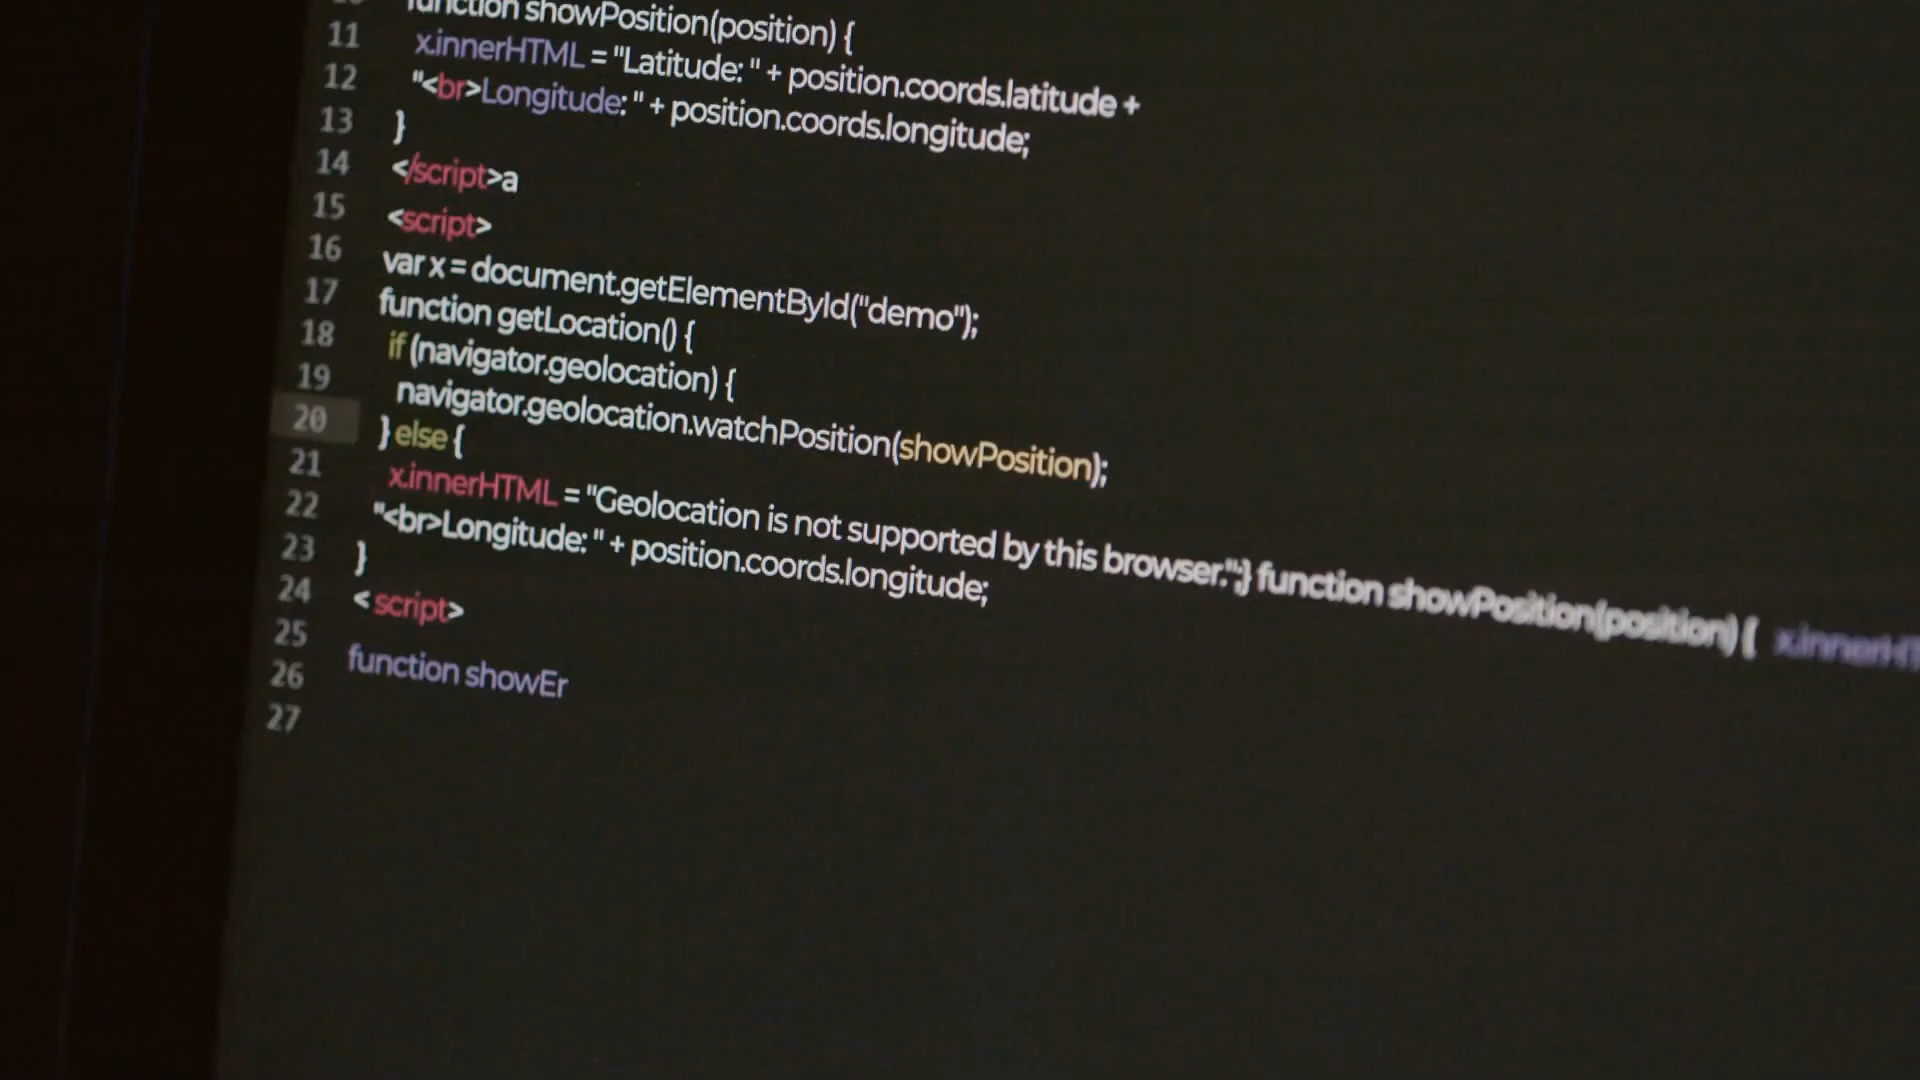 function showPosition(position) {
11 x.innerHTML = "Latitude: " + position.coords.latitude +
12 "<br>Longitude: " + position.coords.longitude;
13 }
14 </script>a
15 <script>
16 var x = document.getElementById("demo");
17 function getLocation() {
18 if (navigator.geolocation) {
19 navigator.geolocation.watchPosition(showPosition);
20 } else {
21 x.innerHTML = "Geolocation is not supported by this browser.";} function showPosition(position) {
22 "<br>Longitude: " + position.coords.longitude;
23 }
24 < script>
25
26 function showEr
27